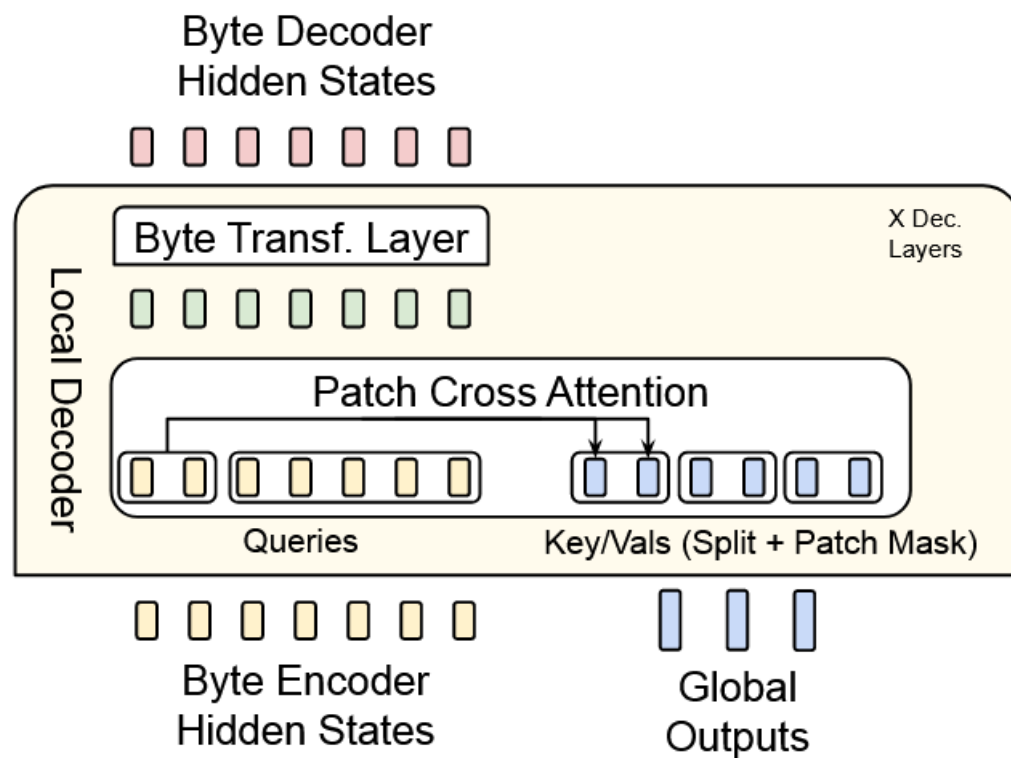 Byte Decoder
Hidden States
Byte Transf. Layer
X Dec.
Layers
Local Decoder
Patch Cross Attention
Queries
Key/Vals (Split + Patch Mask)
Byte Encoder
Hidden States
Global
Outputs